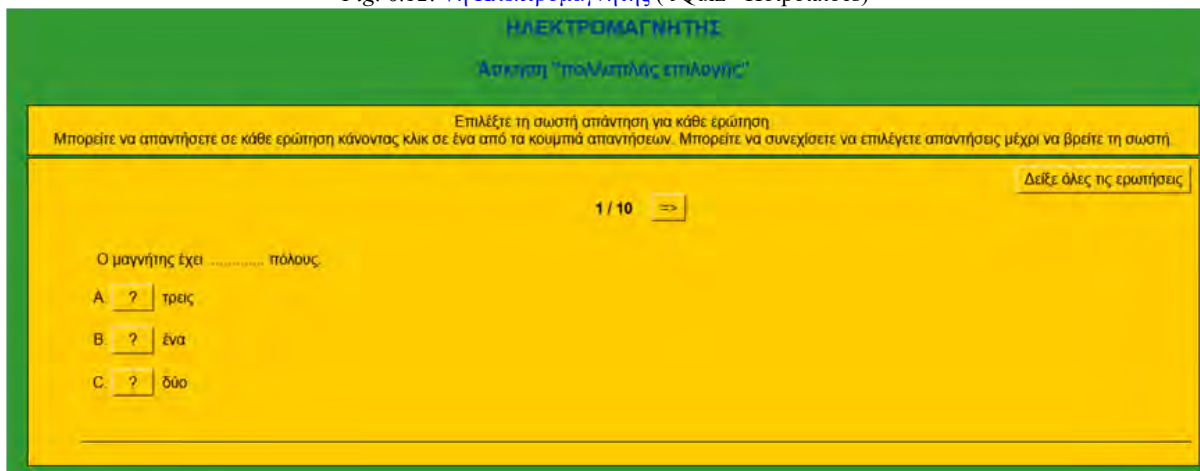 ΗΛΕΚΤΡΟΜΑΓΝΗΤΗΣ
Άσκηση "πολλαπλής επιλογής"
Επιλέξτε τη σωστή απάντηση για κάθε ερώτηση
Μπορείτε να απαντήσετε σε κάθε ερώτηση κάνοντας κλικ σε ένα από τα κουμπιά απαντήσεων. Μπορείτε να συνεχίσετε να επιλέγετε απαντήσεις μέχρι να βρείτε τη σωστή.
Δείξε όλες τις ερωτήσεις
1 / 10 =>
Ο μαγνήτης έχει ............. πόλους.
A. ? τρεις
B. ? ένα
C. ? δύο